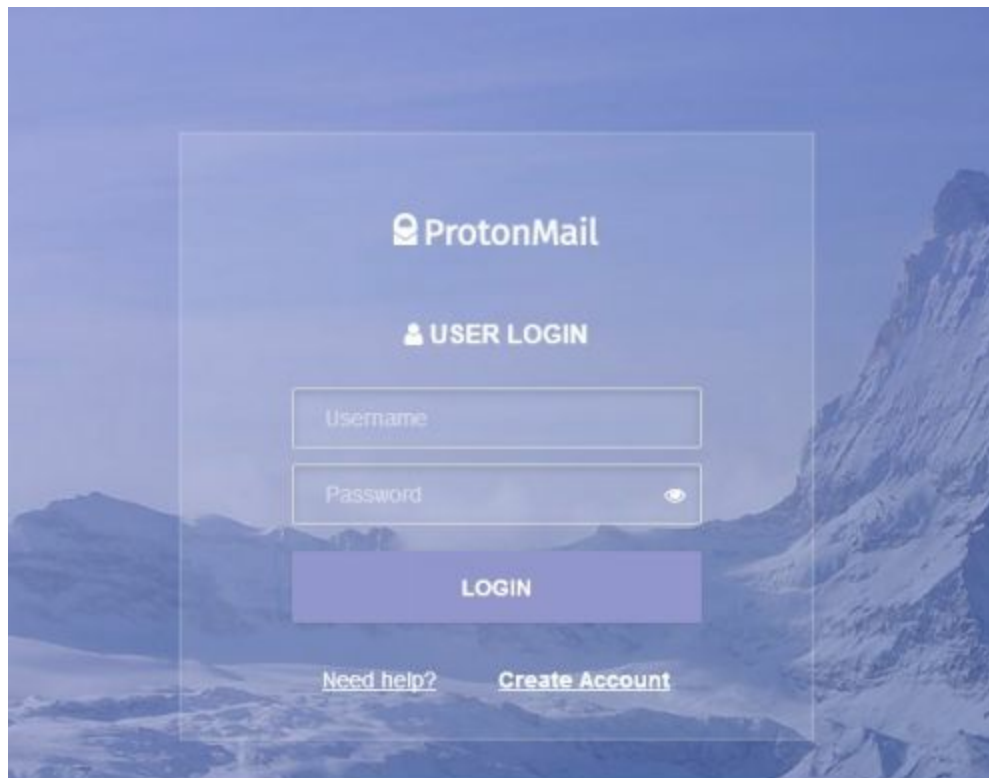 ProtonMail
USER LOGIN
Username
Password
LOGIN
Need help? Create Account